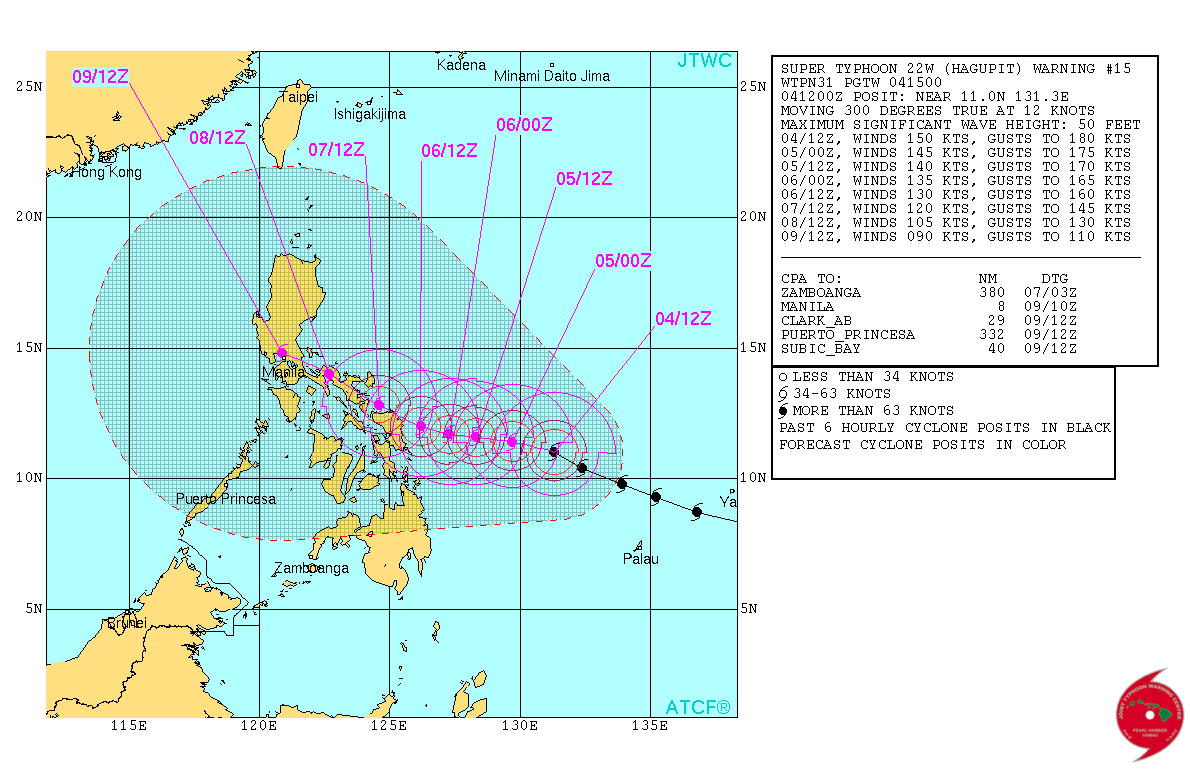 JTWC
Kadena
Minami Daito Jima
09/12Z
25N
25N
Taipei
Ishigakijima
06/00Z
08/12Z
07/12Z
06/12Z
Hong Kong
05/12Z
20N
20N
05/00Z
04/12Z
15N
15N
Manila
10N
10N
Puerto Princesa
Ya
Palau
Zamboanga
5N
5N
Brunei
ATCF®
115E
120E
125E
130E
135E
SUPER TYPHOON 22W (HAGUPIT) WARNING #15
WTPN31 PGTW 041500
041200Z POSIT: NEAR 11.0N 131.3E
MOVING 300 DEGREES TRUE AT 12 KNOTS
MAXIMUM SIGNIFICANT WAVE HEIGHT: 50 FEET
04/12Z, WINDS 150 KTS, GUSTS TO 180 KTS
05/00Z, WINDS 145 KTS, GUSTS TO 175 KTS
05/12Z, WINDS 140 KTS, GUSTS TO 170 KTS
06/00Z, WINDS 135 KTS, GUSTS TO 165 KTS
06/12Z, WINDS 130 KTS, GUSTS TO 160 KTS
07/12Z, WINDS 120 KTS, GUSTS TO 145 KTS
08/12Z, WINDS 105 KTS, GUSTS TO 130 KTS
09/12Z, WINDS 090 KTS, GUSTS TO 110 KTS
CPA TO: NM DTG
ZAMBOANGA 380 07/03Z
MANILA 8 09/10Z
CLARK_AB 29 09/12Z
PUERTO_PRINCESA 332 09/12Z
SUBIC_BAY 40 09/12Z
LESS THAN 34 KNOTS
34-63 KNOTS
MORE THAN 63 KNOTS
PAST 6 HOURLY CYCLONE POSITS IN BLACK
FORECAST CYCLONE POSITS IN COLOR
JOINT TYPHOON WARNING CENTER
PEARL HARBOR
HAWAII